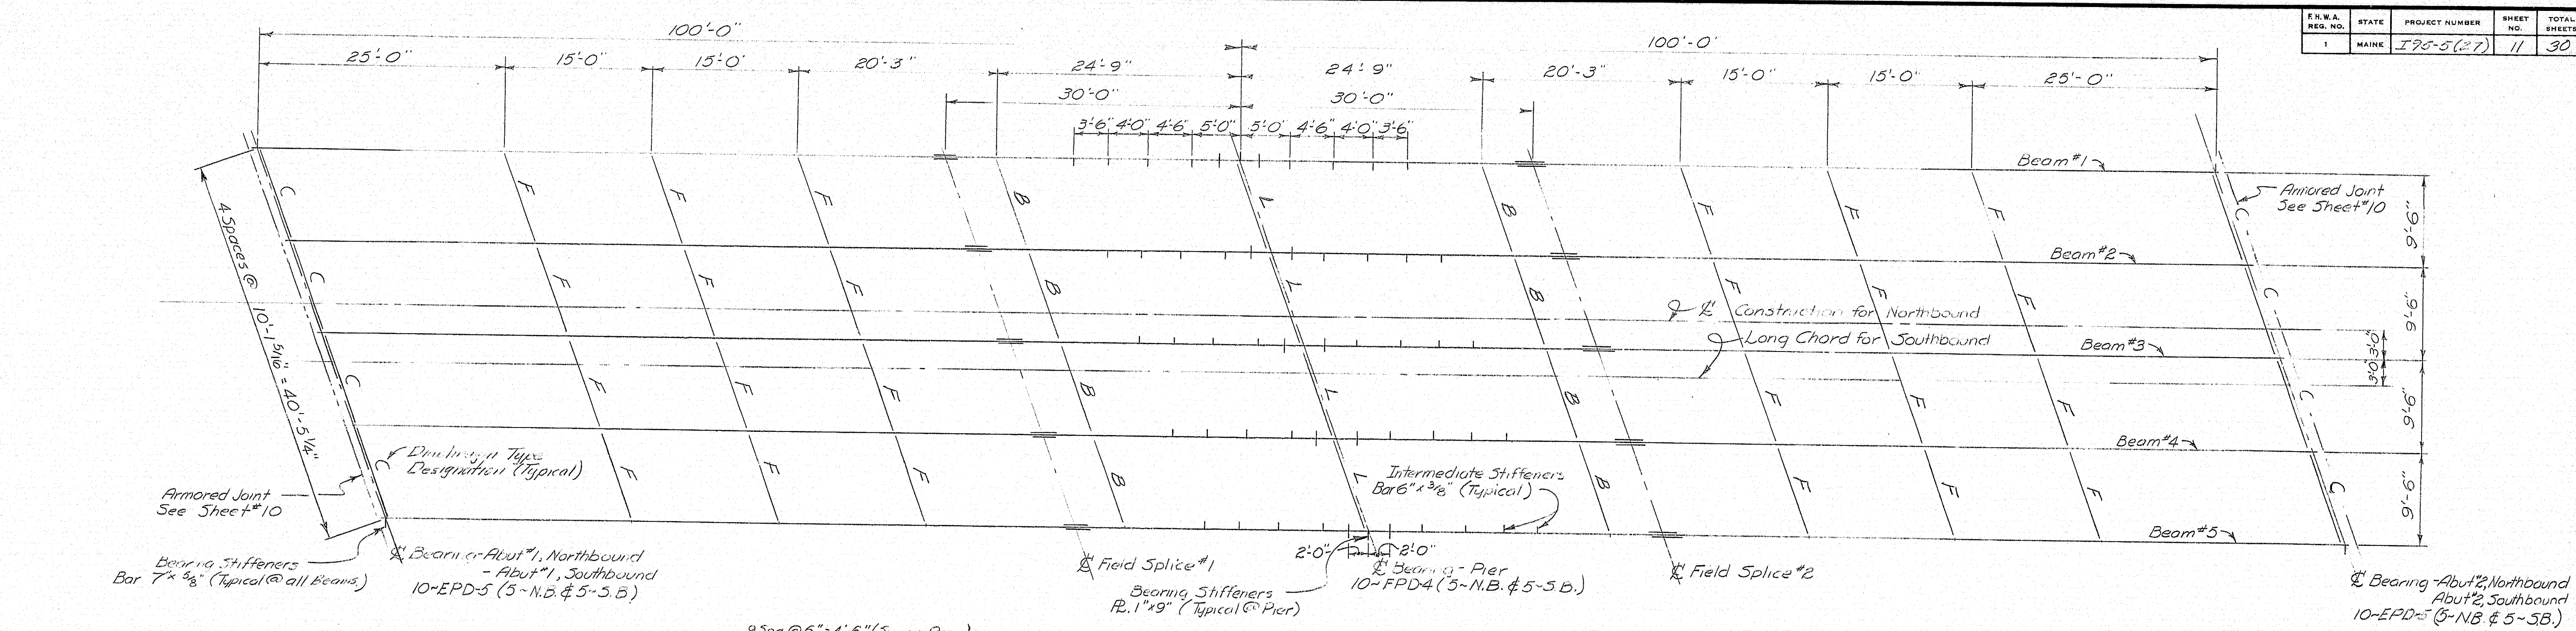 F.H.W.A. REG. NO. STATE PROJECT NUMBER SHEET NO. TOTAL SHEETS
1 MAINE I95-5(27) 11 30
100'-0" 100'-0"
25'-0" 15'-0" 15'-0" 20'-3" 24'-9" 24'-9" 20'-3" 15'-0" 15'-0" 25'-0"
30'-0" 30'-0"
3'-6" 4'-0" 4'-6" 5'-0" 5'-0" 4'-6" 4'-0" 3'-6"
Beam #1
Armored Joint
See Sheet #10
C F F F B L B F F F C
9'-6"
Beam #2
C F F F B L B F F F C
9'-6"
4 Spaces @ 10'-1 5/16" = 40'-5 1/4"
℄ Construction for Northbound
Long Chord for Southbound
Beam #3
3'-0" 3'-0"
C F F F B L B F F F C
9'-6"
Beam #4
Diaphragm Type
Designation (Typical)
C F F F B L B F F F C
9'-6"
Intermediate Stiffeners
Bar 6" x 3/8" (Typical)
Armored Joint
See Sheet #10
Beam #5
Bearing Stiffeners
Bar 7" x 5/8" (Typical @ all Beams)
℄ Bearing-Abut #1, Northbound
- Abut #1, Southbound
10~EPD-5 (5~N.B. & 5~S.B)
℄ Field Splice #1
2'-0" 2'-0"
Bearing Stiffeners
PL. 1" x 9" (Typical @ Pier)
℄ Bearing - Pier
10~FPD-4 (5~N.B. & 5~S.B.)
℄ Field Splice #2
℄ Bearing-Abut #2, Northbound
Abut #2, Southbound
10~EPD-5 (5~N.B. & 5~S.B.)
9 Spa @ 6" = 4'-6"